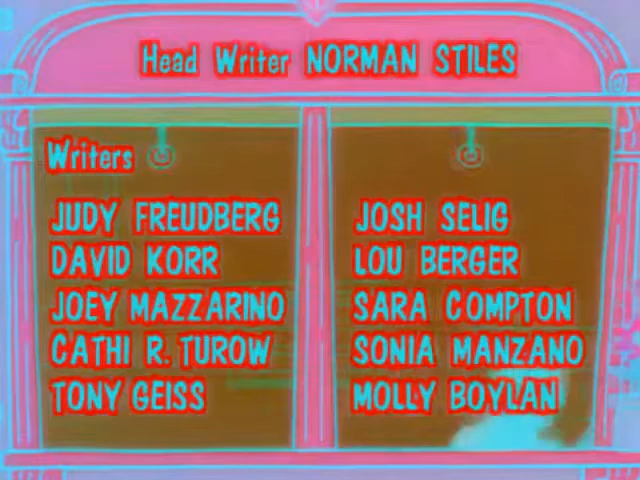 Head Writer NORMAN STILES
Writers
JUDY FREUDBERG
DAVID KORR
JOEY MAZZARINO
CATHI R. TUROW
TONY GEISS
JOSH SELIG
LOU BERGER
SARA COMPTON
SONIA MANZANO
MOLLY BOYLAN